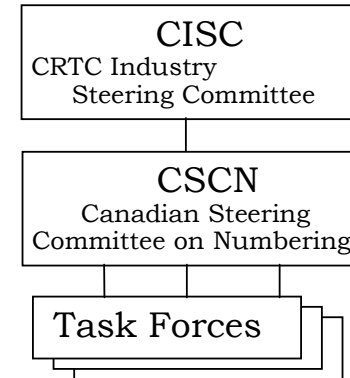 CISC
CRTC Industry
Steering Committee
CSCN
Canadian Steering
Committee on Numbering
Task Forces